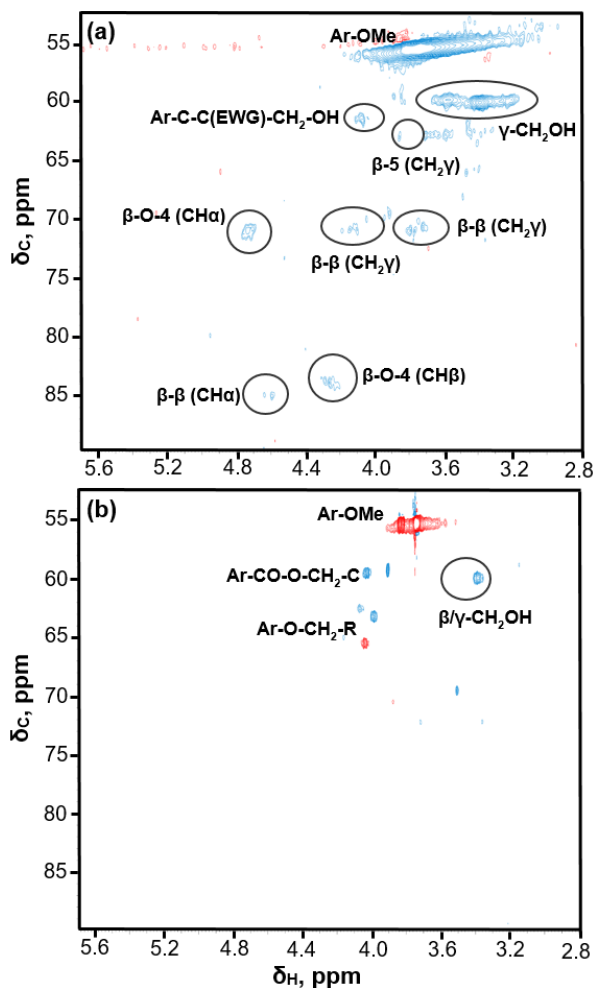 (a)
Ar-OMe
55
60
65
70
75
80
85
δC, ppm
Ar-C-C(EWG)-CH₂-OH
γ-CH₂OH
β-5 (CH₂γ)
β-O-4 (CHα)
β-β (CH₂γ)
β-β (CH₂γ)
β-β (CHα)
β-O-4 (CHβ)
5.6 5.2 4.8 4.4 4.0 3.6 3.2 2.8
(b)
Ar-OMe
55
60
65
70
75
80
85
δC, ppm
Ar-CO-O-CH₂-C
Ar-O-CH₂-R
β/γ-CH₂OH
5.6 5.2 4.8 4.4 4.0 3.6 3.2 2.8
δH, ppm